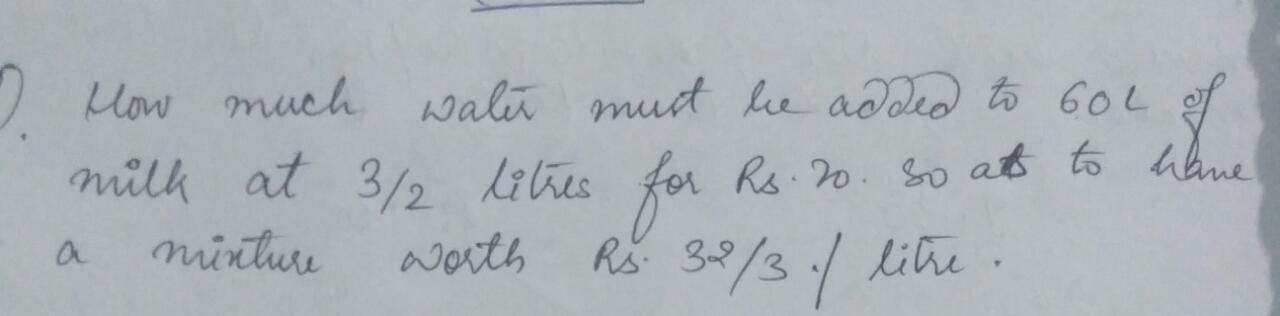 Q. How much water must be added to 60L of
milk at 3/2 litres for Rs. 20. so as to have
a mixture worth Rs. 32/3 ./ litre.